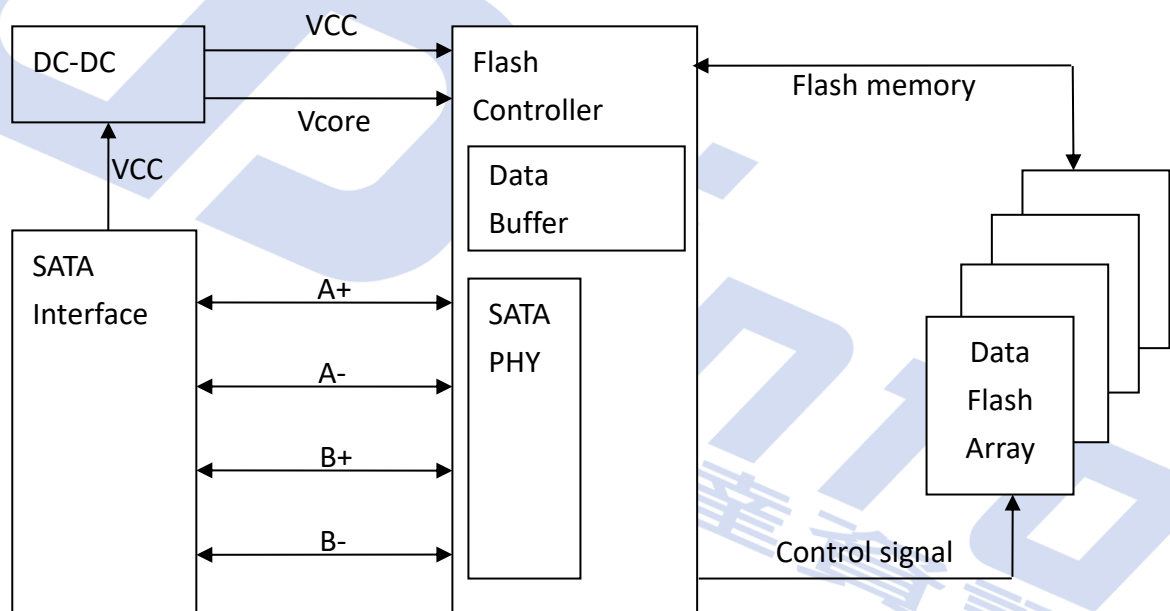 VCC
DC-DC
Vcore
VCC
Flash
Controller
Flash memory
Data
Buffer
SATA
Interface
A+
A-
B+
B-
SATA
PHY
Data
Flash
Array
Control signal